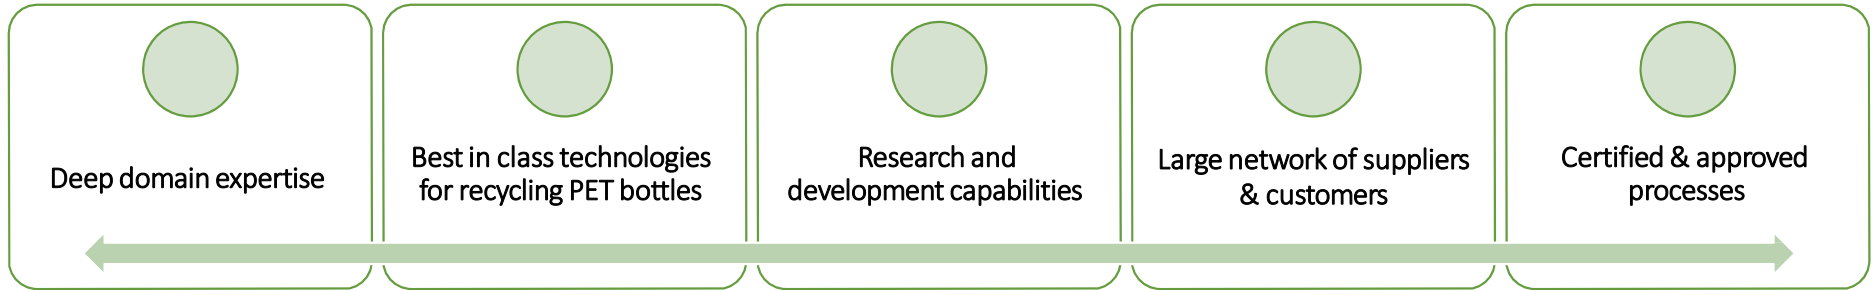 Deep domain expertise
Best in class technologies
for recycling PET bottles
Research and
development capabilities
Large network of suppliers
& customers
Certified & approved
processes